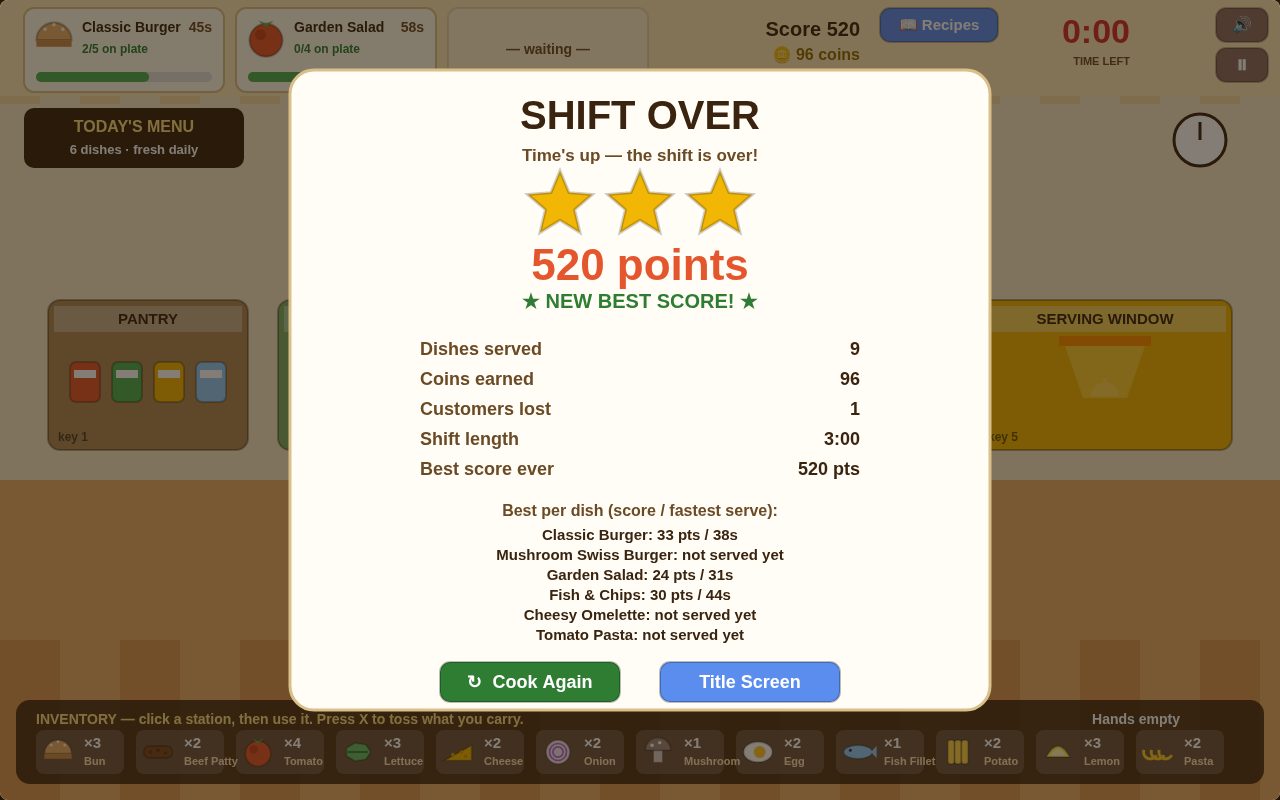 Classic Burger 45s
2/5 on plate
Garden Salad 58s
0/4 on plate
— waiting —
Score 520
96 coins
Recipes
0:00
TIME LEFT
TODAY'S MENU
6 dishes · fresh daily
SHIFT OVER
Time's up — the shift is over!
520 points
★ NEW BEST SCORE! ★
Dishes served 9
Coins earned 96
Customers lost 1
Shift length 3:00
Best score ever 520 pts
Best per dish (score / fastest serve):
Classic Burger: 33 pts / 38s
Mushroom Swiss Burger: not served yet
Garden Salad: 24 pts / 31s
Fish & Chips: 30 pts / 44s
Cheesy Omelette: not served yet
Tomato Pasta: not served yet
↻ Cook Again
Title Screen
PANTRY
key 1
SERVING WINDOW
key 5
INVENTORY — click a station, then use it. Press X to toss what you carry.
Hands empty
×3 Bun
×2 Beef Patty
×4 Tomato
×3 Lettuce
×2 Cheese
×2 Onion
×1 Mushroom
×2 Egg
×1 Fish Fillet
×2 Potato
×3 Lemon
×2 Pasta